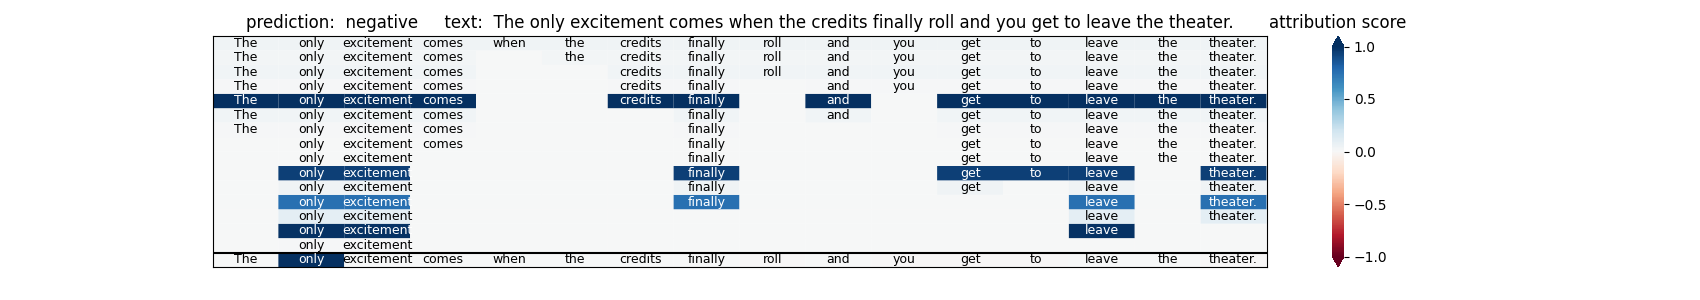 prediction:  negative     text:  The only excitement comes when the credits finally roll and you get to leave the theater.     attribution score
The only excitement comes when the credits finally roll and you get to leave the theater. 1.0
The only excitement comes the credits finally roll and you get to leave the theater.
The only excitement comes credits finally roll and you get to leave the theater.
The only excitement comes credits finally and you get to leave the theater.
The only excitement comes credits finally and get to leave the theater. 0.5
The only excitement comes finally and get to leave the theater.
The only excitement comes finally get to leave the theater.
only excitement comes finally get to leave the theater. 0.0
only excitement finally get to leave the theater.
only excitement finally get to leave theater.
only excitement finally get leave theater.
only excitement finally leave theater. −0.5
only excitement leave theater.
only excitement leave
only excitement
The only excitement comes when the credits finally roll and you get to leave the theater. −1.0